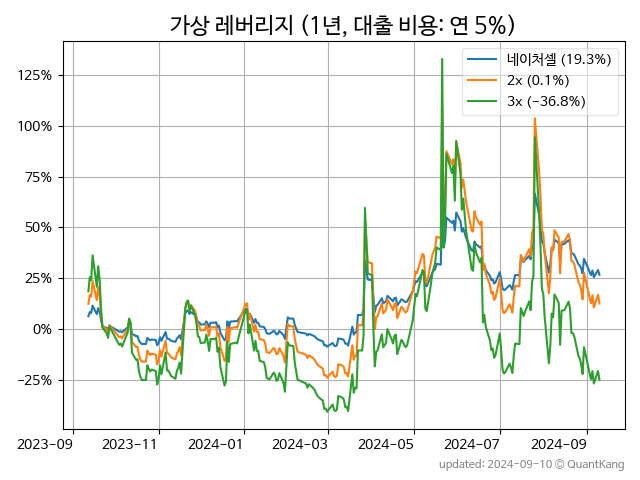 가상 레버리지 (1년, 대출 비용: 연 5%)
네이처셀 (19.3%)
2x (0.1%)
3x (-36.8%)
125%
100%
75%
50%
25%
0%
−25%
2023-09
2023-11
2024-01
2024-03
2024-05
2024-07
2024-09
updated: 2024-09-10 © QuantKang